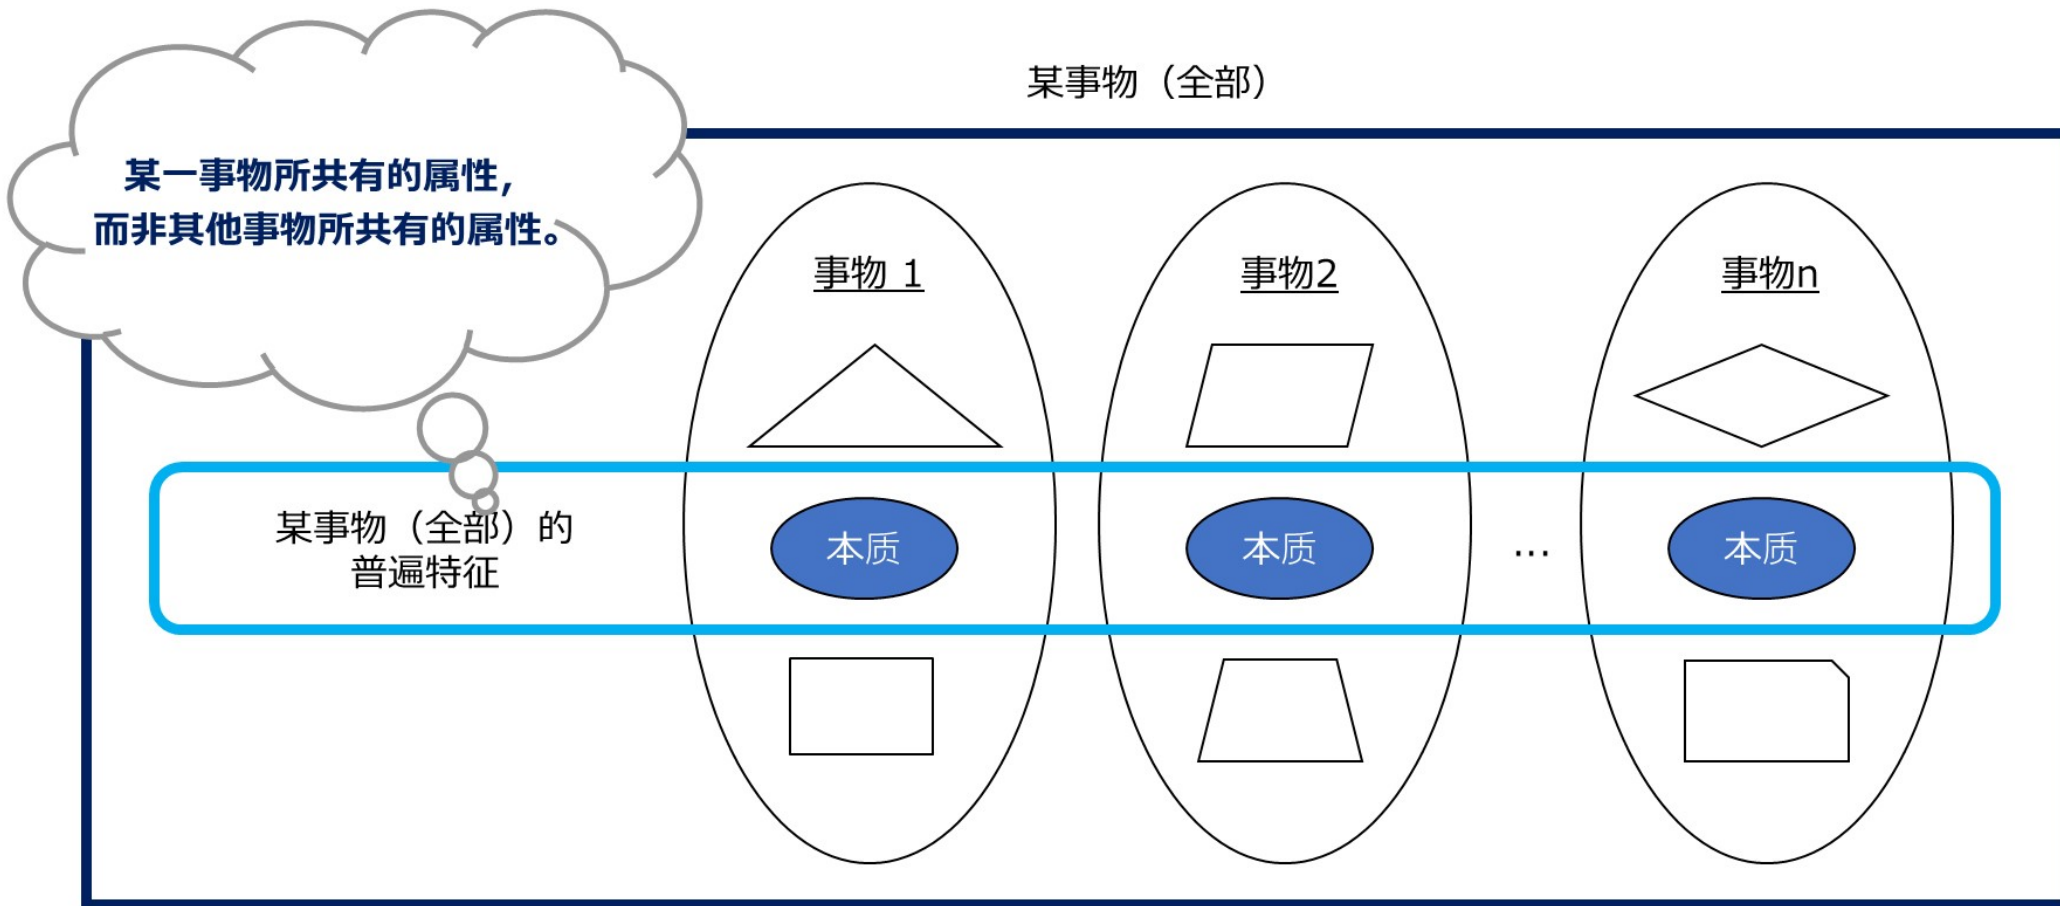 某事物（全部）
某一事物所共有的属性，
而非其他事物所共有的属性。
事物 1
事物2
事物n
某事物（全部）的
普遍特征
本质
本质
...
本质